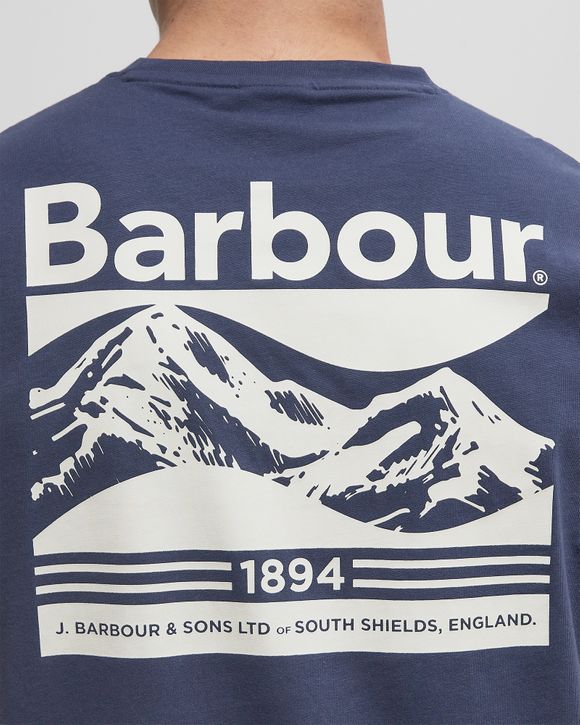 Barbour®
1894
J. BARBOUR & SONS LTD OF SOUTH SHIELDS, ENGLAND.